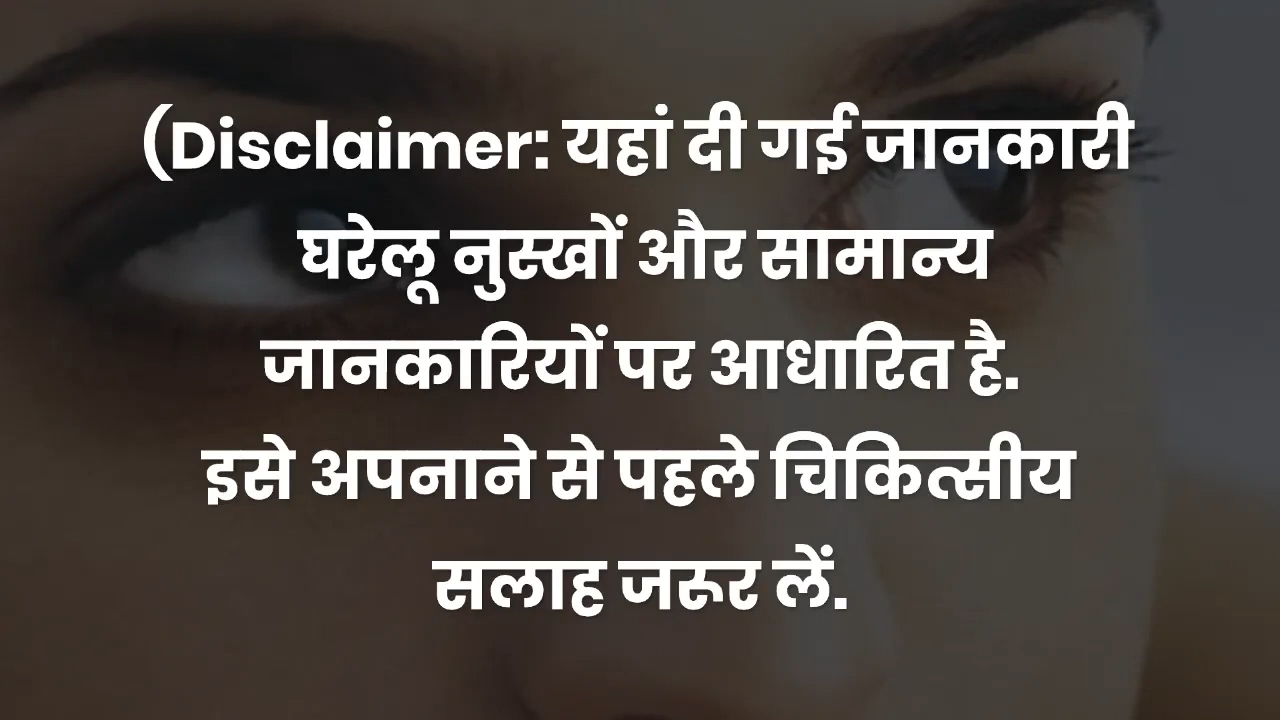 (Disclaimer: यहां दी गई जानकारी
घरेलू नुस्खों और सामान्य
जानकारियों पर आधारित है.
इसे अपनाने से पहले चिकित्सीय
सलाह जरूर लें.